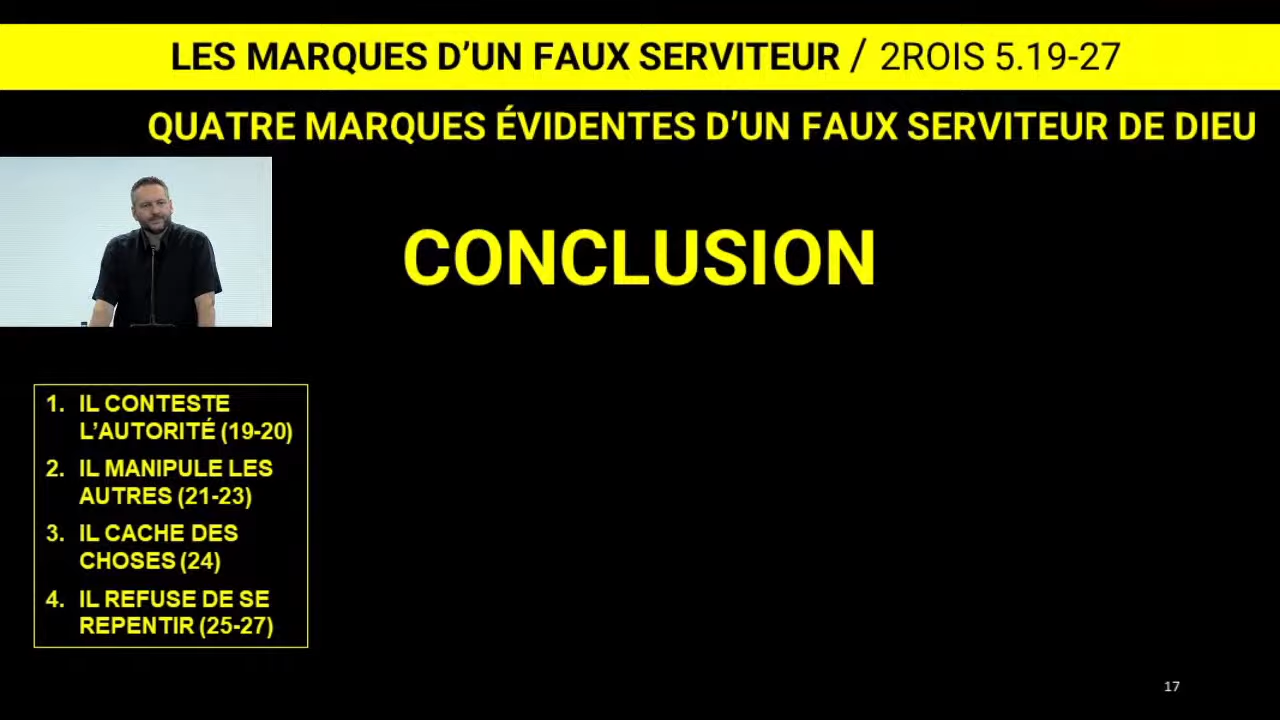 LES MARQUES D’UN FAUX SERVITEUR / 2ROIS 5.19-27
QUATRE MARQUES ÉVIDENTES D’UN FAUX SERVITEUR DE DIEU
CONCLUSION
1. IL CONTESTE
L’AUTORITÉ (19-20)
2. IL MANIPULE LES
AUTRES (21-23)
3. IL CACHE DES
CHOSES (24)
4. IL REFUSE DE SE
REPENTIR (25-27)
17